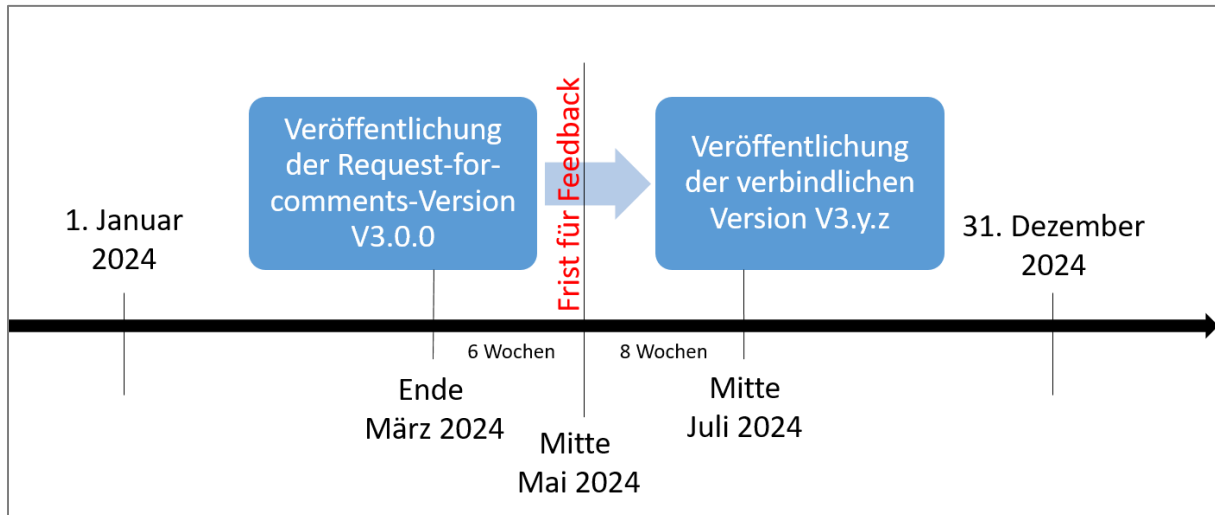 Veröffentlichung
der Request-for-
comments-Version
V3.0.0
Frist für Feedback
Veröffentlichung
der verbindlichen
Version V3.y.z
1. Januar
2024
31. Dezember
2024
6 Wochen
8 Wochen
Ende
März 2024
Mitte
Mai 2024
Mitte
Juli 2024